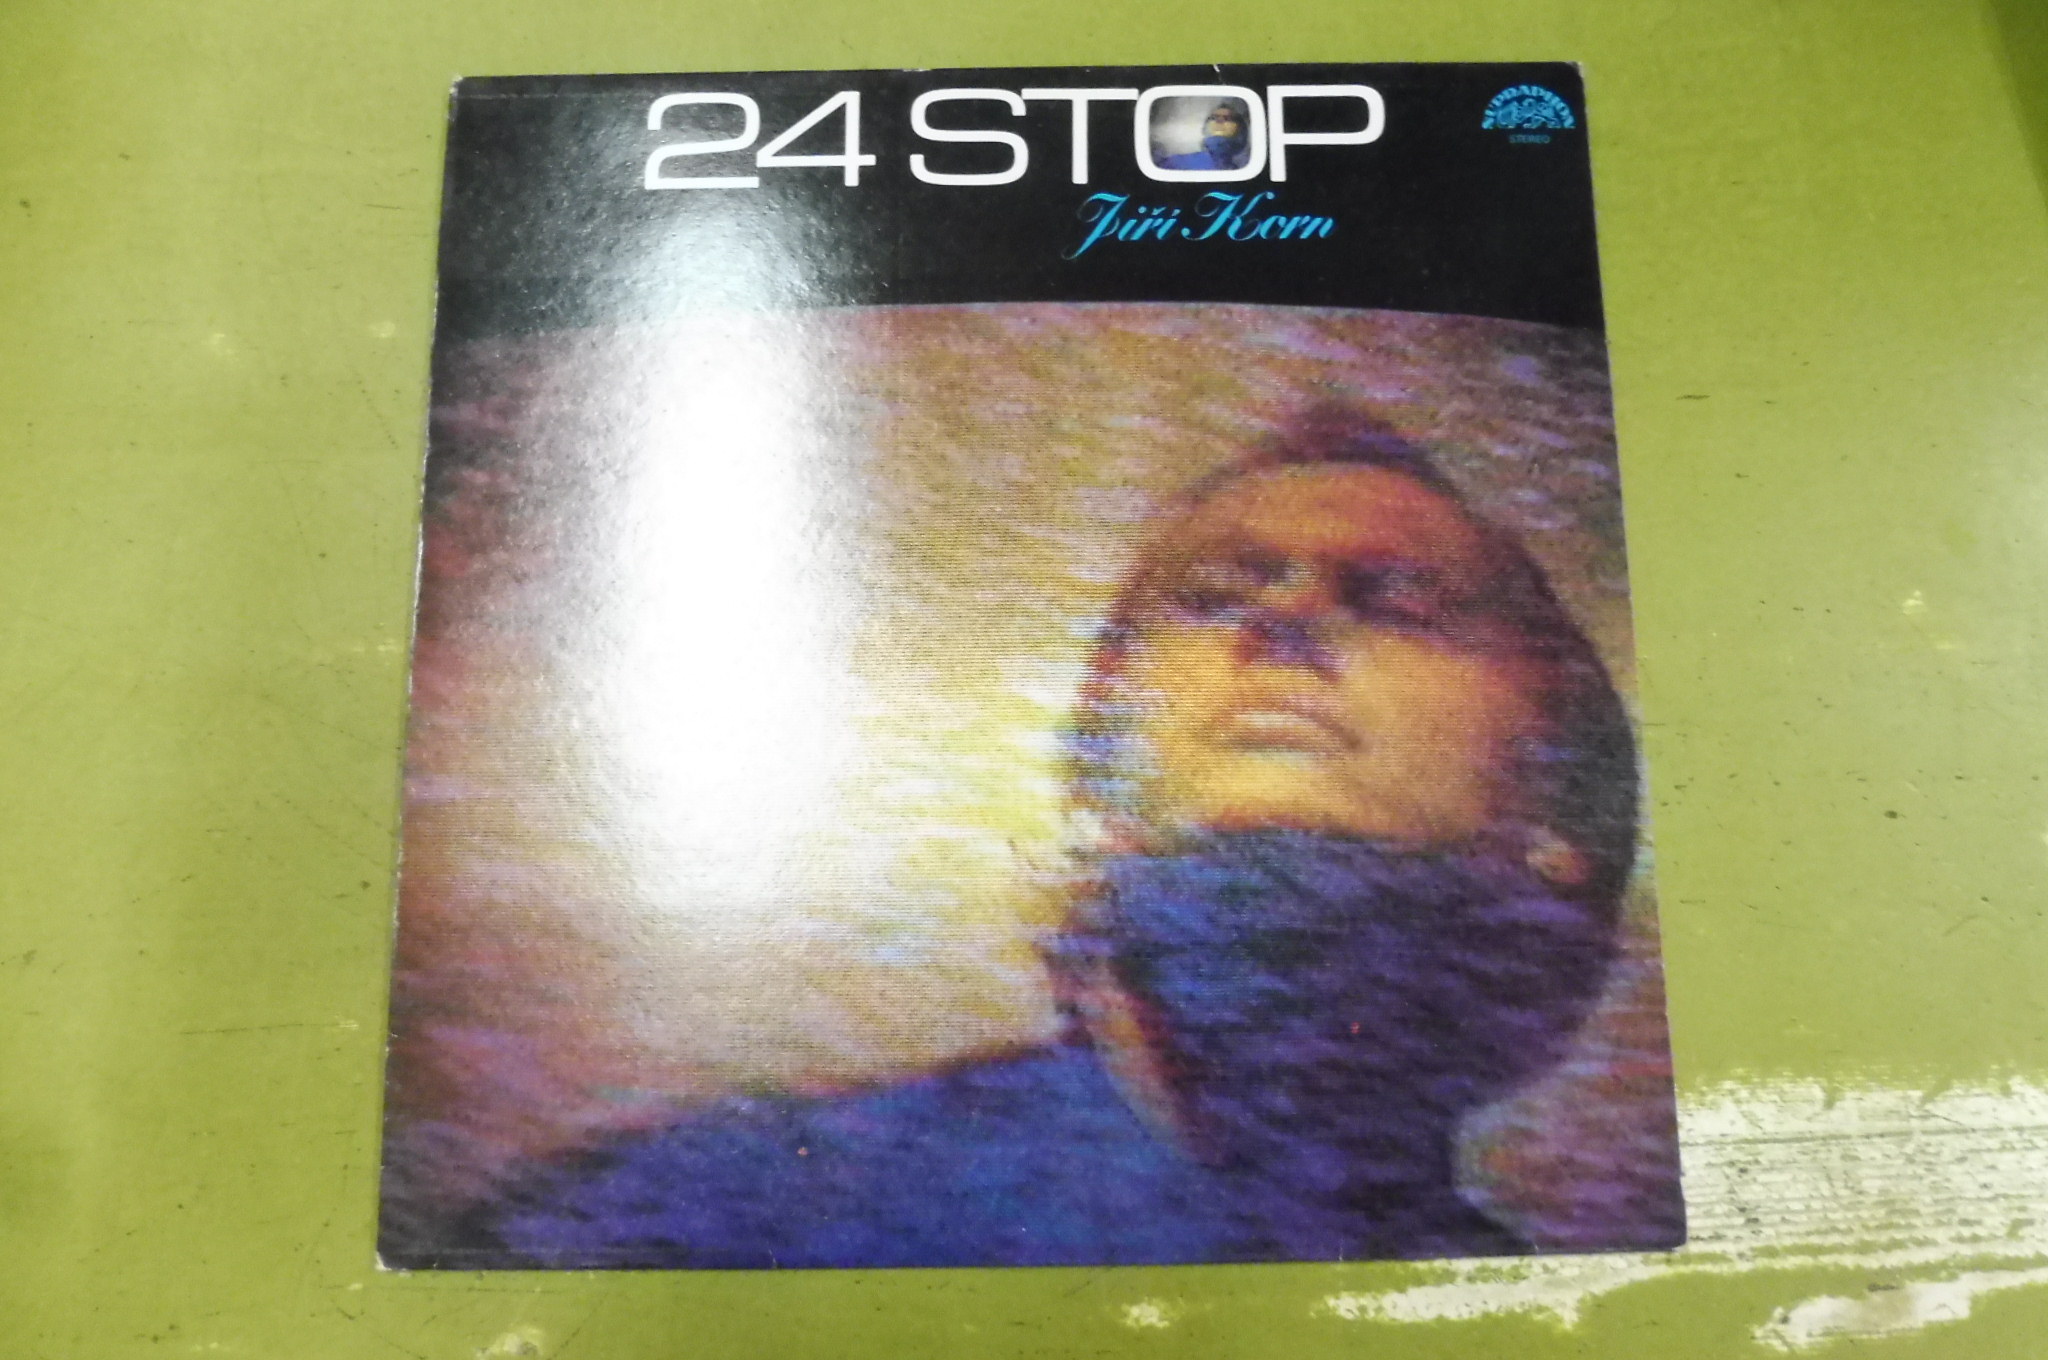 24 STOP
SUPRAPHON
STEREO
Jiří Korn